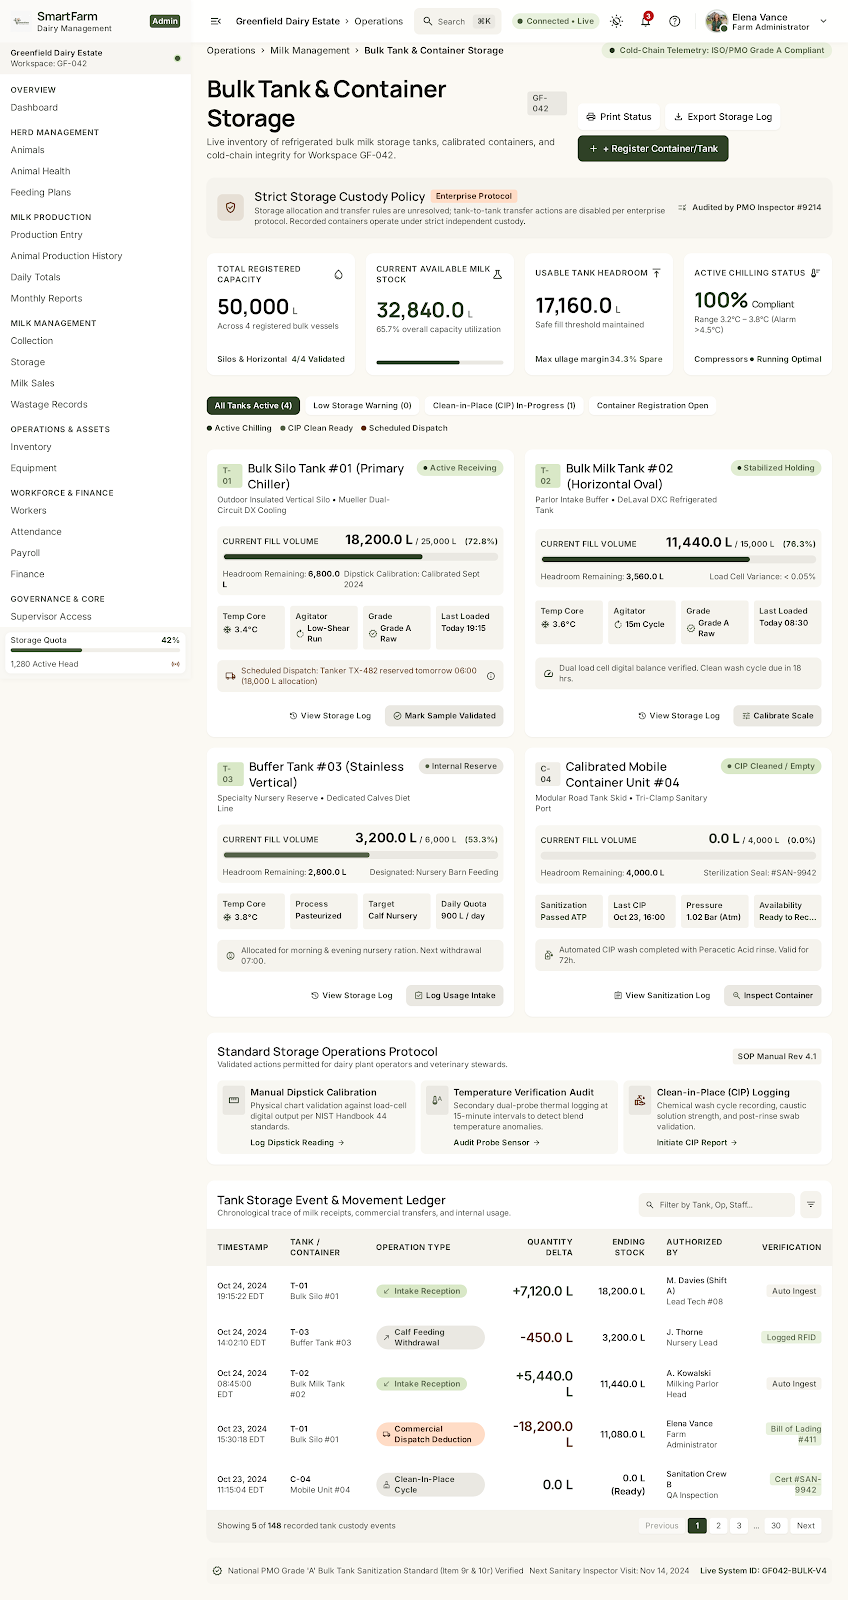 SmartFarm
Dairy Management
Admin
Greenfield Dairy Estate
Workspace: GF-042
OVERVIEW
Dashboard
HERD MANAGEMENT
Animals
Animal Health
Feeding Plans
MILK PRODUCTION
Production Entry
Animal Production History
Daily Totals
Monthly Reports
MILK MANAGEMENT
Collection
Storage
Milk Sales
Wastage Records
OPERATIONS & ASSETS
Inventory
Equipment
WORKFORCE & FINANCE
Workers
Attendance
Payroll
Finance
GOVERNANCE & CORE
Supervisor Access
Storage Quota 42%
1,280 Active Head
Greenfield Dairy Estate › Operations
Search ⌘K
Connected • Live
3
Elena Vance
Farm Administrator
Operations › Milk Management › Bulk Tank & Container Storage
Cold-Chain Telemetry: ISO/PMO Grade A Compliant
Bulk Tank & Container
Storage
GF-
042
Live inventory of refrigerated bulk milk storage tanks, calibrated containers, and
cold-chain integrity for Workspace GF-042.
Print Status
Export Storage Log
+ + Register Container/Tank
Strict Storage Custody Policy Enterprise Protocol
Storage allocation and transfer rules are unresolved; tank-to-tank transfer actions are disabled per enterprise
protocol. Recorded containers operate under strict independent custody.
Audited by PMO Inspector #9214
TOTAL REGISTERED
CAPACITY
50,000 L
Across 4 registered bulk vessels
Silos & Horizontal 4/4 Validated
CURRENT AVAILABLE MILK
STOCK
32,840.0 L
65.7% overall capacity utilization
USABLE TANK HEADROOM
17,160.0 L
Safe fill threshold maintained
Max ullage margin 34.3% Spare
ACTIVE CHILLING STATUS
100% Compliant
Range 3.2°C – 3.8°C (Alarm
>4.5°C)
Compressors • Running Optimal
All Tanks Active (4)
Low Storage Warning (0)
Clean-in-Place (CIP) In-Progress (1)
Container Registration Open
Active Chilling
CIP Clean Ready
Scheduled Dispatch
T-
01
Bulk Silo Tank #01 (Primary
Chiller)
Active Receiving
Outdoor Insulated Vertical Silo • Mueller Dual-
Circuit DX Cooling
CURRENT FILL VOLUME 18,200.0 L / 25,000 L (72.8%)
Headroom Remaining: 6,800.0
L
Dipstick Calibration: Calibrated Sept
2024
Temp Core
3.4°C
Agitator
Low-Shear
Run
Grade
Grade A
Raw
Last Loaded
Today 19:15
Scheduled Dispatch: Tanker TX-482 reserved tomorrow 06:00
(18,000 L allocation)
View Storage Log
Mark Sample Validated
T-
02
Bulk Milk Tank #02
(Horizontal Oval)
Stabilized Holding
Parlor Intake Buffer • DeLaval DXC Refrigerated
Tank
CURRENT FILL VOLUME 11,440.0 L / 15,000 L (76.3%)
Headroom Remaining: 3,560.0 L
Load Cell Variance: < 0.05%
Temp Core
3.6°C
Agitator
15m Cycle
Grade
Grade A
Raw
Last Loaded
Today 08:30
Dual load cell digital balance verified. Clean wash cycle due in 18
hrs.
View Storage Log
Calibrate Scale
T-
03
Buffer Tank #03 (Stainless
Vertical)
Internal Reserve
Specialty Nursery Reserve • Dedicated Calves Diet
Line
CURRENT FILL VOLUME 3,200.0 L / 6,000 L (53.3%)
Headroom Remaining: 2,800.0 L
Designated: Nursery Barn Feeding
Temp Core
3.8°C
Process
Pasteurized
Target
Calf Nursery
Daily Quota
900 L / day
Allocated for morning & evening nursery ration. Next withdrawal
07:00.
View Storage Log
Log Usage Intake
C-
04
Calibrated Mobile
Container Unit #04
CIP Cleaned / Empty
Modular Road Tank Skid • Tri-Clamp Sanitary
Port
CURRENT FILL VOLUME 0.0 L / 4,000 L (0.0%)
Headroom Remaining: 4,000.0 L
Sterilization Seal: #SAN-9942
Sanitization
Passed ATP
Last CIP
Oct 23, 16:00
Pressure
1.02 Bar (Atm)
Availability
Ready to Rec...
Automated CIP wash completed with Peracetic Acid rinse. Valid for
72h.
View Sanitization Log
Inspect Container
Standard Storage Operations Protocol
Validated actions permitted for dairy plant operators and veterinary stewards.
SOP Manual Rev 4.1
Manual Dipstick Calibration
Physical chart validation against load-cell
digital output per NIST Handbook 44
standards.
Log Dipstick Reading →
Temperature Verification Audit
Secondary dual-probe thermal logging at
15-minute intervals to detect blend
temperature anomalies.
Audit Probe Sensor →
Clean-in-Place (CIP) Logging
Chemical wash cycle recording, caustic
solution strength, and post-rinse swab
validation.
Initiate CIP Report →
Tank Storage Event & Movement Ledger
Chronological trace of milk receipts, commercial transfers, and internal usage.
Filter by Tank, Op, Staff...
TIMESTAMP
TANK /
CONTAINER
OPERATION TYPE
QUANTITY
DELTA
ENDING
STOCK
AUTHORIZED
BY
VERIFICATION
Oct 24, 2024
19:15:22 EDT
T-01
Bulk Silo #01
Intake Reception
+7,120.0 L
18,200.0 L
M. Davies (Shift
A)
Lead Tech #08
Auto Ingest
Oct 24, 2024
14:02:10 EDT
T-03
Buffer Tank #03
Calf Feeding
Withdrawal
-450.0 L
3,200.0 L
J. Thorne
Nursery Lead
Logged RFID
Oct 24, 2024
08:45:00
EDT
T-02
Bulk Milk Tank
#02
Intake Reception
+5,440.0
L
11,440.0 L
A. Kowalski
Milking Parlor
Head
Auto Ingest
Oct 23, 2024
15:30:18 EDT
T-01
Bulk Silo #01
Commercial
Dispatch Deduction
-18,200.0
L
11,080.0 L
Elena Vance
Farm
Administrator
Bill of Lading
#411
Oct 23, 2024
11:15:04 EDT
C-04
Mobile Unit #04
Clean-In-Place
Cycle
0.0 L
0.0 L
(Ready)
Sanitation Crew
B
QA Inspection
Cert #SAN-
9942
Showing 5 of 148 recorded tank custody events
Previous 1 2 3 ... 30 Next
National PMO Grade 'A' Bulk Tank Sanitization Standard (Item 9r & 10r) Verified
Next Sanitary Inspector Visit: Nov 14, 2024
Live System ID: GF042-BULK-V4